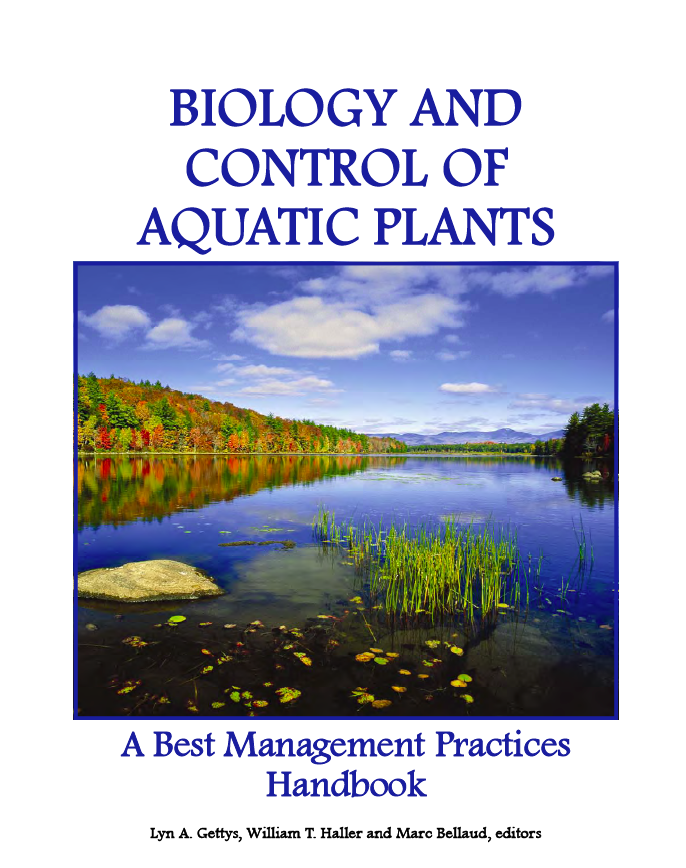 BIOLOGY AND
CONTROL OF
AQUATIC PLANTS
A Best Management Practices
Handbook
Lyn A. Gettys, William T. Haller and Marc Bellaud, editors